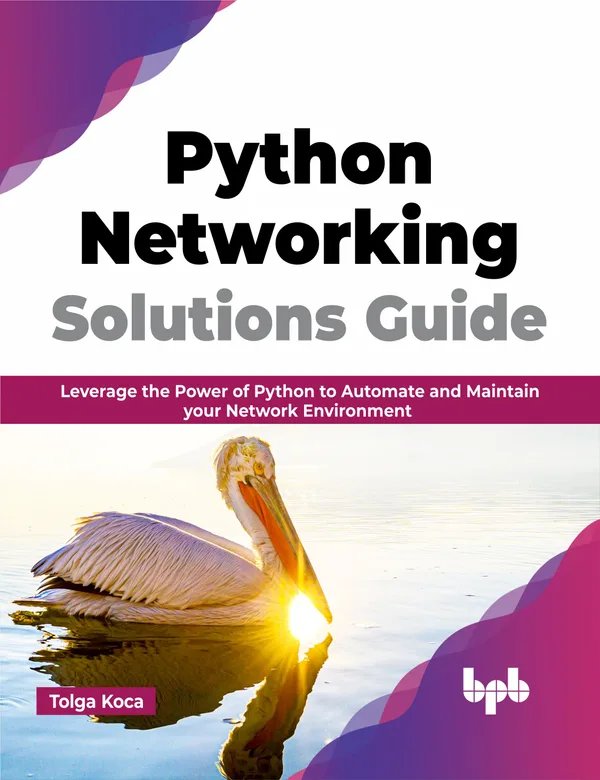 Python
Networking
Solutions Guide
Leverage the Power of Python to Automate and Maintain
your Network Environment
Tolga Koca
bpb